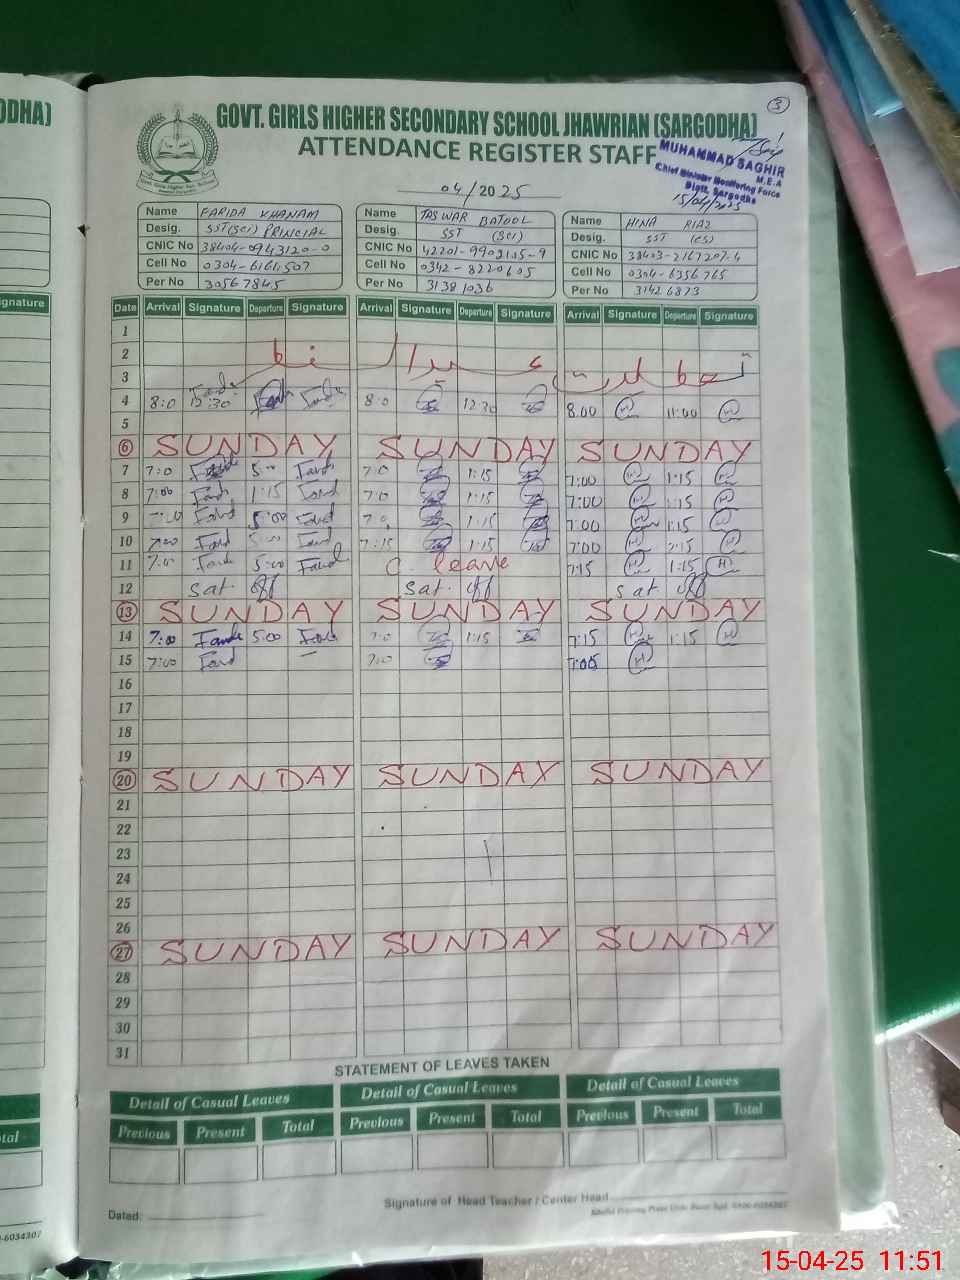 3
GOVT. GIRLS HIGHER SECONDARY SCHOOL JHAWRIAN (SARGODHA)
ATTENDANCE REGISTER STAFF
MUHAMMAD SAGHIR
Chief Minister Monitoring Force
M.E.A
Distt. Sargodha
15/04/2025
04/2025
Name FARIDA KHANAM
Desig. SST(SCI) PRINCIAL
CNIC No 38404-0943120-0
Cell No 0304-6161507
Per No 30567845
Name TASWAR BATOOL
Desig. SST (SCI)
CNIC No 42201-9903105-9
Cell No 0342-8220605
Per No 31381036
Name HINA RIAZ
Desig. SST (CS)
CNIC No 38403-2167207-4
Cell No 0304-6356765
Per No 31426873
Date Arrival Signature Departure Signature Arrival Signature Departure Signature Arrival Signature Departure Signature
1
2
3
4 8:0 12:30 8:0 12:30 8.00 11:00
5
6 SUNDAY SUNDAY SUNDAY
7 7:0 5:00 7:0 1:15 7:00 1:15
8 7:00 1:15 7:0 1:15 7:00 1:15
9 7:00 5:00 7:0 1:15 7:00 1:15
10 7:00 5:00 7:15 1:15 7:00
11 7:00 5:00 C. leave 7:15 1:15
12 Sat. off Sat. off Sat. off
13 SUNDAY SUNDAY SUNDAY
14 7:00 5:00 7:0 1:15 7:15 1:15
15 7:00 7:00 7:05
16
17
18
19
20 SUNDAY SUNDAY SUNDAY
21
22
23
24
25
26
27 SUNDAY SUNDAY SUNDAY
28
29
30
31
STATEMENT OF LEAVES TAKEN
Detail of Casual Leaves Detail of Casual Leaves Detail of Casual Leaves
Previous Present Total Previous Present Total Previous Present Total
Signature of Head Teacher / Center Head
Dated:
15-04-25 11:51